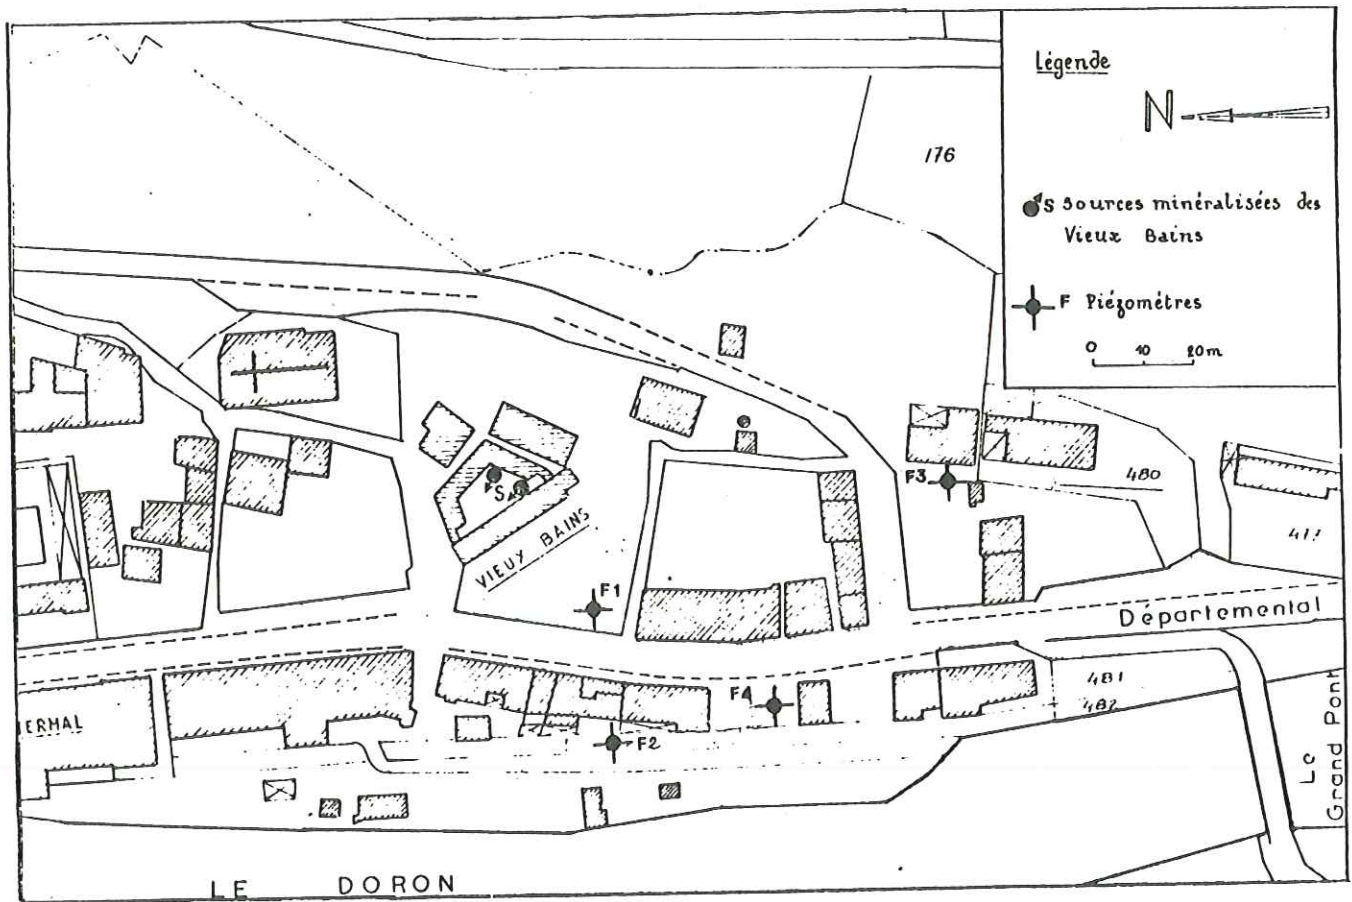 Légende
N
176
S Sources minéralisées des
Vieux Bains
F Piézomètres
0 10 20m
F3
480
S
VIEUX BAINS
F1
Départemental
F4
481
482
ERMAL
F2
Le
Grand Pont
LE DORON